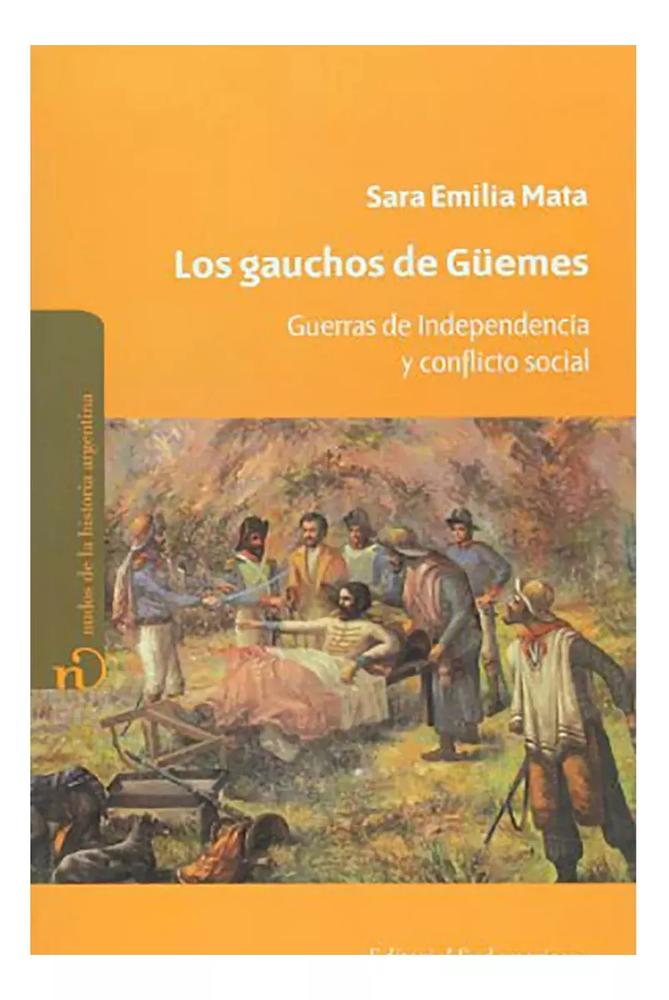 Sara Emilia Mata
Los gauchos de Güemes
Guerras de Independencia
y conflicto social
nudos de la historia argentina
n